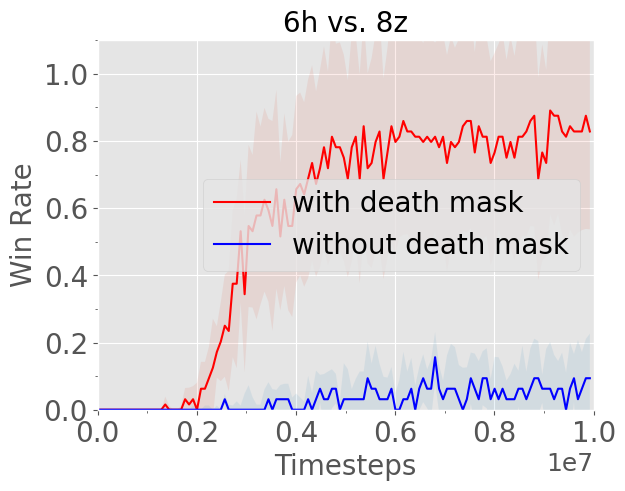 6h vs. 8z
Win Rate
1.0
0.8
0.6
0.4
0.2
0.0
with death mask
without death mask
0.0 0.2 0.4 0.6 0.8 1.0
Timesteps
1e7